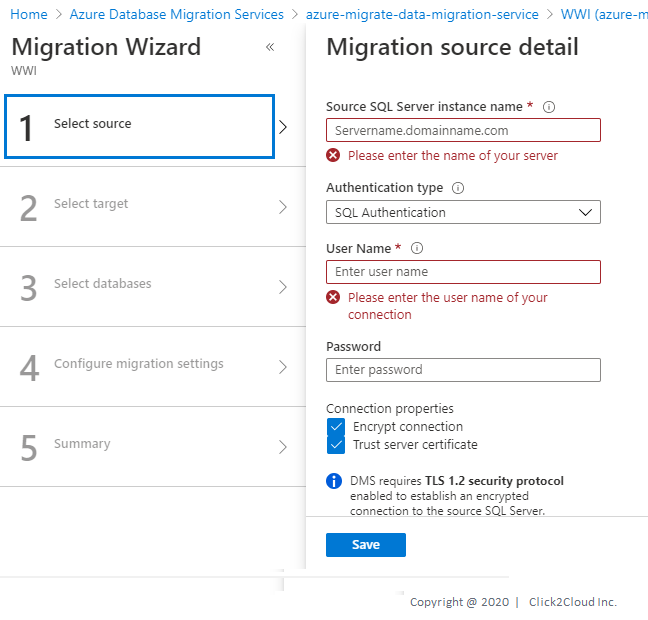 Home > Azure Database Migration Services > azure-migrate-data-migration-service > WWI (azure-m
Migration Wizard «
WWI
1 Select source
2 Select target
3 Select databases
4 Configure migration settings
5 Summary
Migration source detail
Source SQL Server instance name *
Servername.domainname.com
Please enter the name of your server
Authentication type
SQL Authentication
User Name *
Enter user name
Please enter the user name of your
connection
Password
Enter password
Connection properties
Encrypt connection
Trust server certificate
DMS requires TLS 1.2 security protocol
enabled to establish an encrypted
connection to the source SQL Server.
Save
Copyright @ 2020 | Click2Cloud Inc.